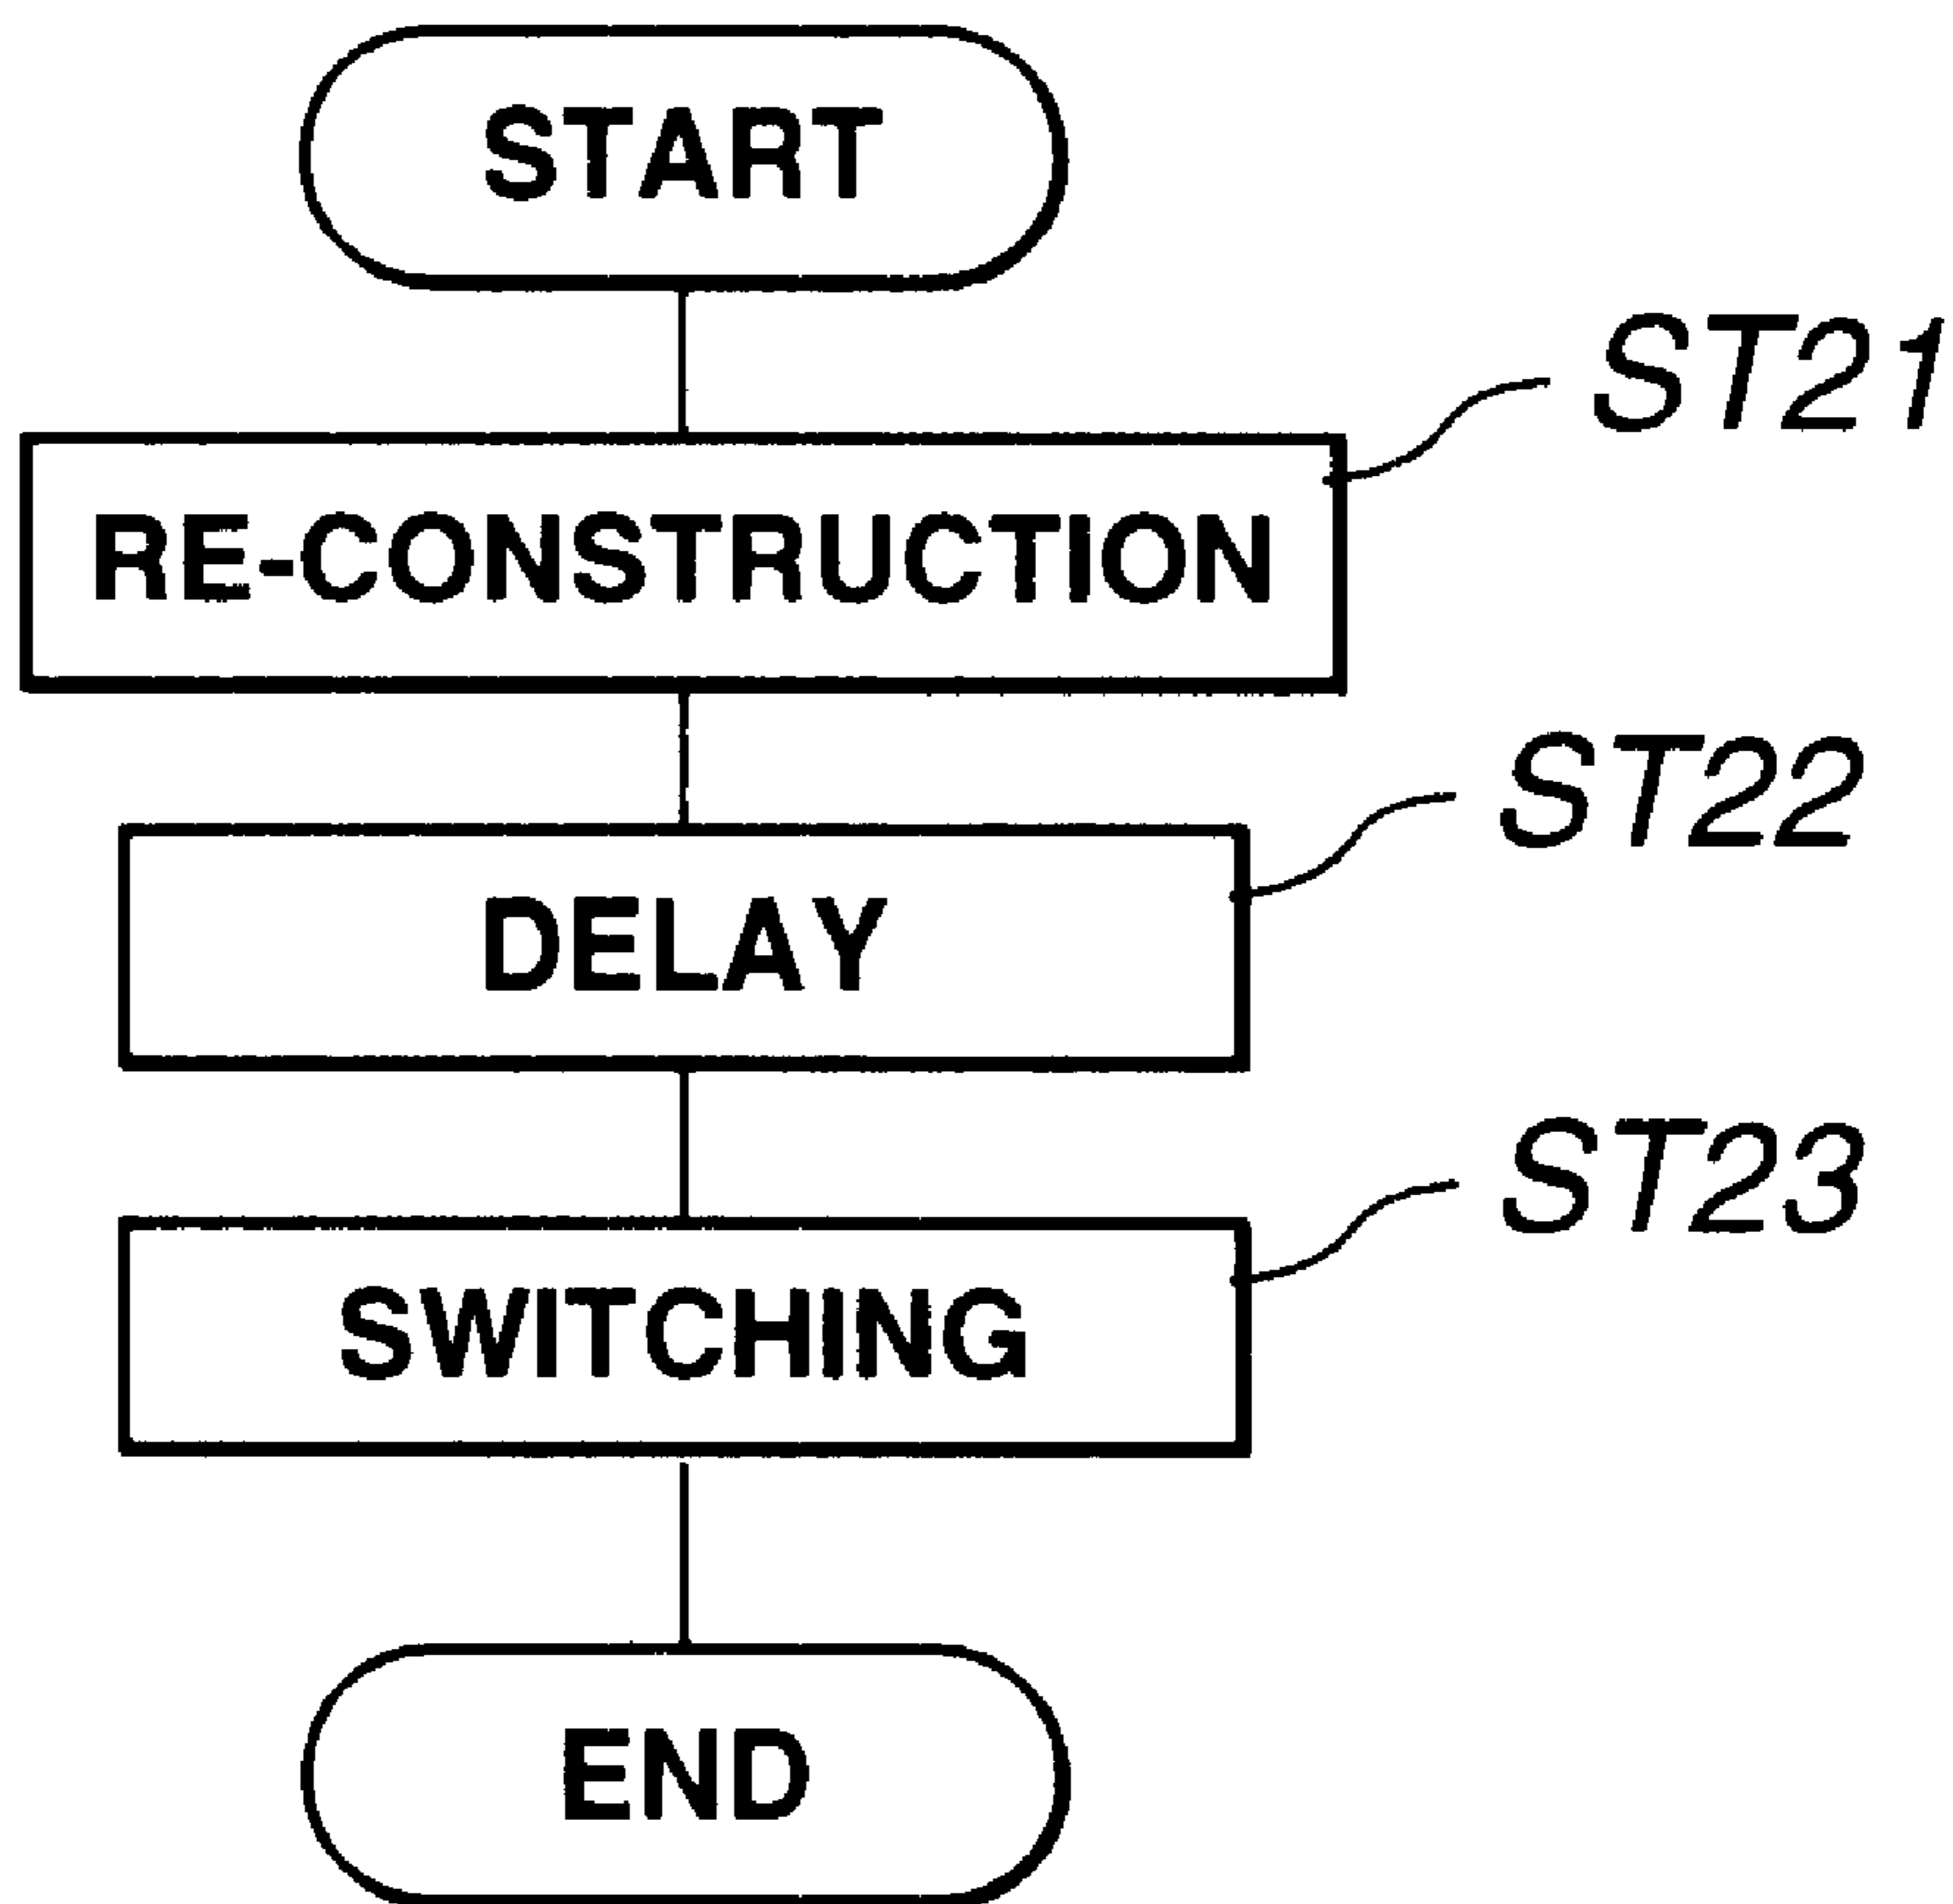 START
ST21
RE-CONSTRUCTION
ST22
DELAY
ST23
SWITCHING
END